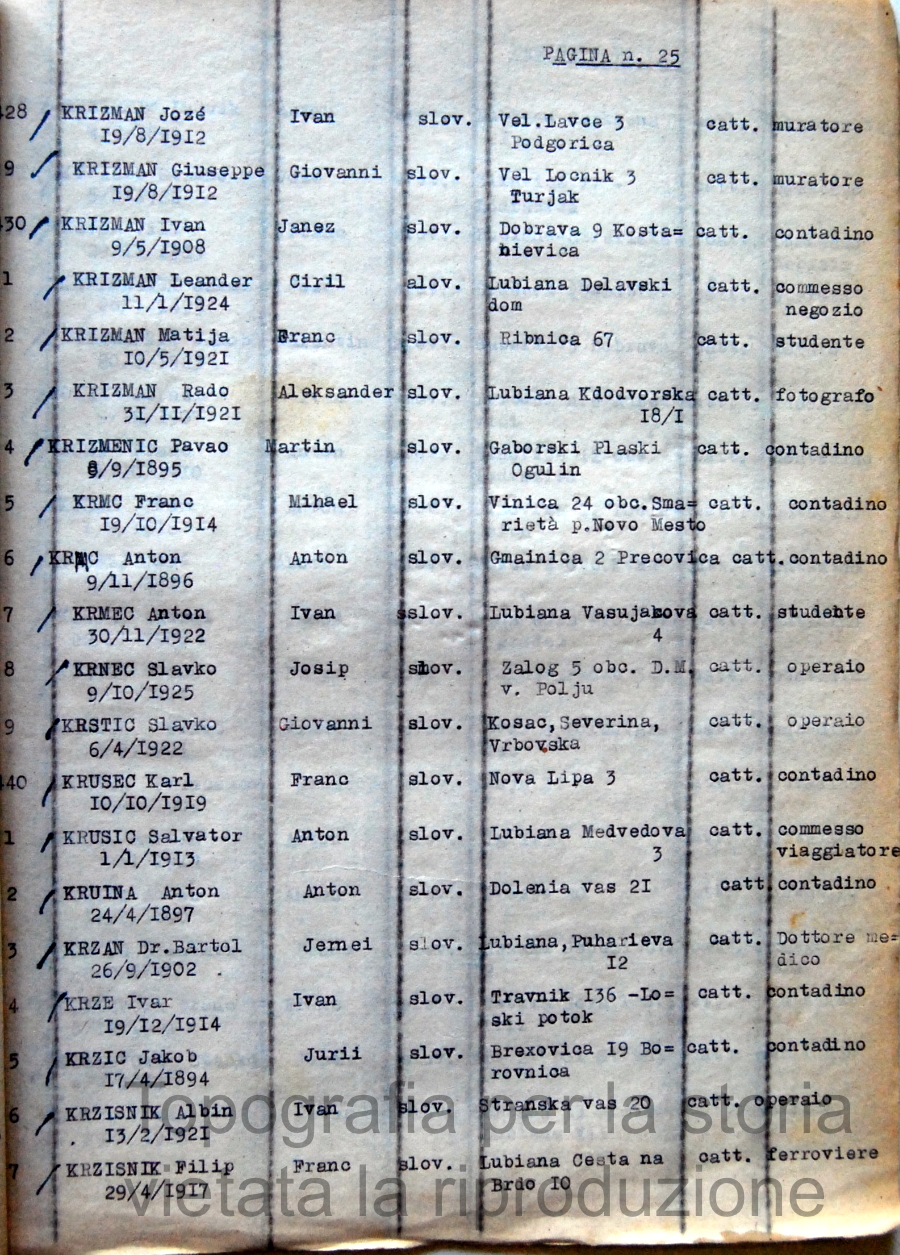 PAGINA n. 25
428 KRIZMAN Jozé Ivan slov. Vel.Lavce 3 catt. muratore
19/8/1912 Podgorica
9 KRIZMAN Giuseppe Giovanni slov. Vel Locnik 3 catt. muratore
19/8/1912 Turjak
430 KRIZMAN Ivan Janez slov. Dobrava 9 Kosta= catt. contadino
9/5/1908 nievica
1 KRIZMAN Leander Ciril slov. Lubiana Delavski catt. commesso
11/1/1924 dom negozio
2 KRIZMAN Matija Franc slov. Ribnica 67 catt. studente
10/5/1921
3 KRIZMAN Rado Aleksander slov. Lubiana Kdodvorska catt. fotografo
31/11/1921 18/1
4 KRIZMENIC Pavao Martin slov. Gaborski Plaski catt. contadino
/9/1895 Ogulin
5 KRMC Franc Mihael slov. Vinica 24 obc.Sma= catt. contadino
19/10/1914 rietà p.Novo Mesto
6 KRMC Anton Anton slov. Gmainica 2 Precovica catt. contadino
9/11/1896
7 KRMEC Anton Ivan slov. Lubiana Vasujakova catt. studente
30/11/1922 4
8 KRNEC Slavko Josip slov. Zalog 5 obc. D.M. catt. operaio
9/10/1925 v. Polju
9 KRSTIC Slavko Giovanni slov. Kosac,Severina, catt. operaio
6/4/1922 Vrbovska
440 KRUSEC Karl Franc slov. Nova Lipa 3 catt. contadino
10/10/1919
1 KRUSIC Salvator Anton slov. Lubiana Medvedova catt. commesso
1/1/1913 3 viaggiatore
2 KRUINA Anton Anton slov. Dolenia vas 21 catt. contadino
24/4/1897
3 KRZAN Dr.Bartol Jernei slov. Lubiana,Puharieva catt. Dottore me=
26/9/1902 . 12 dico
4 KRZE Ivar Ivan slov. Travnik 136 -Lo= catt. contadino
19/12/1914 ski potok
5 KRZIC Jakob Jurii slov. Brexovica 19 Bo= catt. contadino
17/4/1894 rovnica
6 KRZISNIK Albin Ivan slov. Stranska vas 20 catt. operaio
13/2/1921
7 KRZISNIK Filip Franc slov. Lubiana Cesta na catt. ferroviere
29/4/1917 Brdo 10
Topografia per la storia
vietata la riproduzione